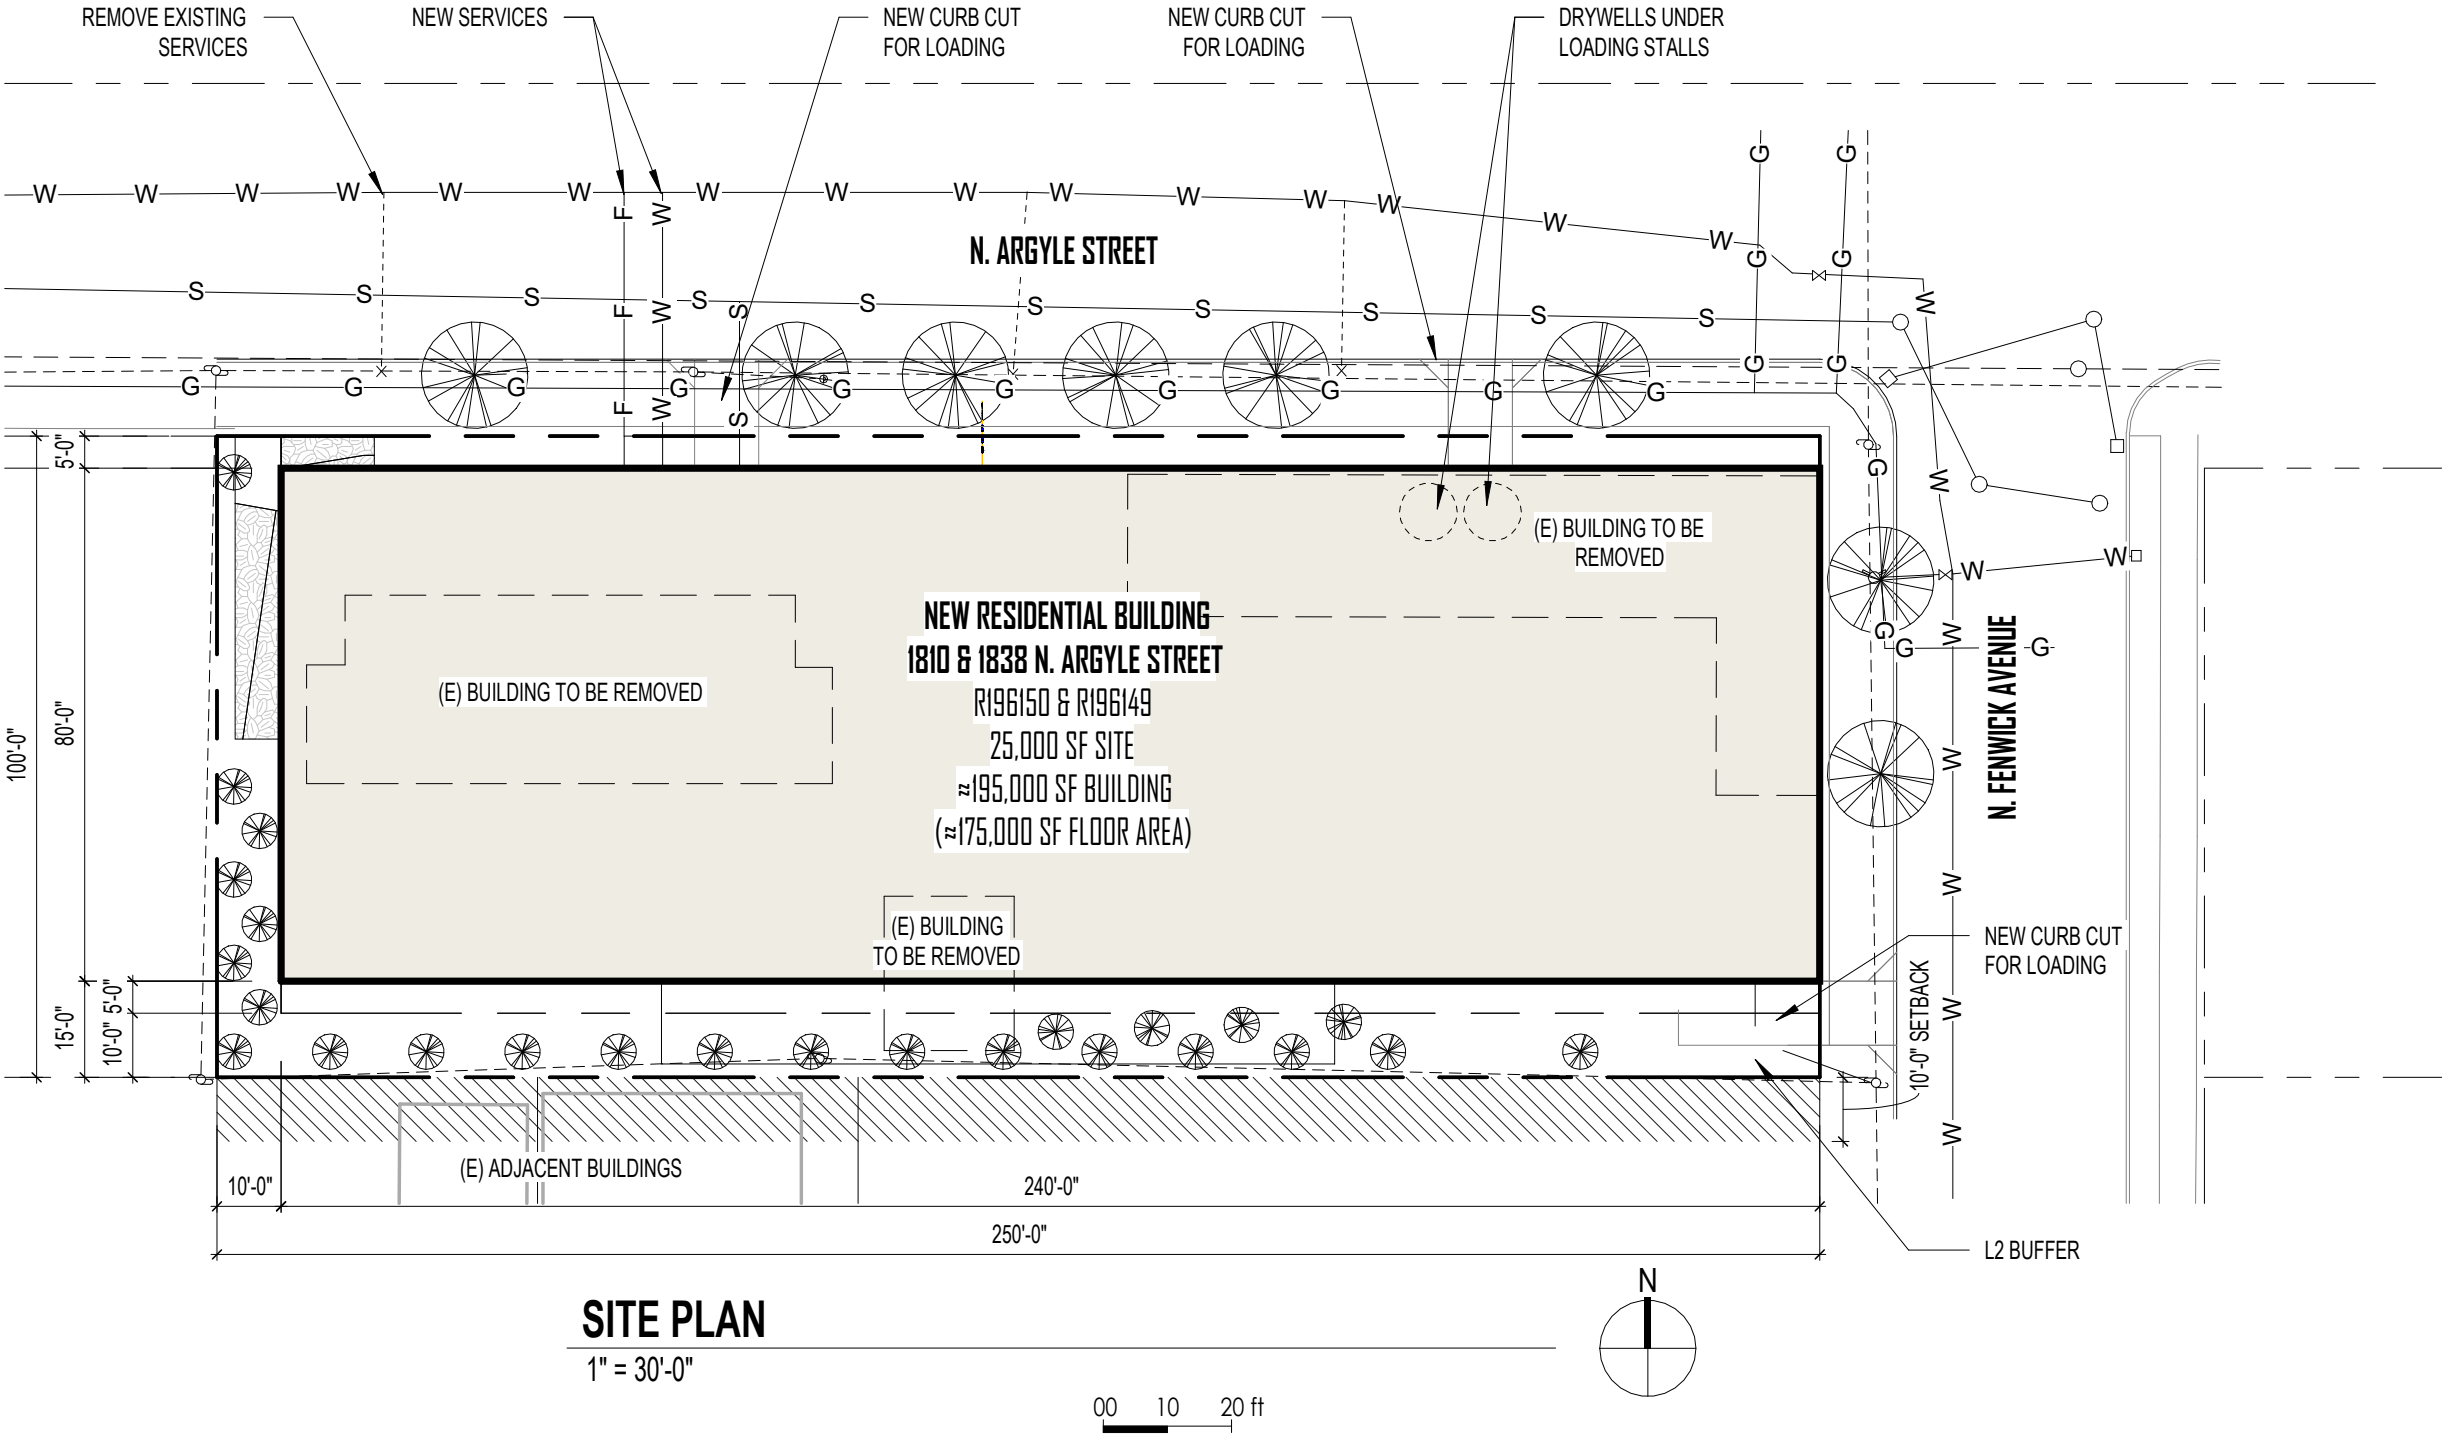 REMOVE EXISTING
SERVICES
NEW SERVICES
NEW CURB CUT
FOR LOADING
NEW CURB CUT
FOR LOADING
DRYWELLS UNDER
LOADING STALLS
G G
W W W W W W W W W W W W W W W
F W
G G
N. ARGYLE STREET
S S S S S S S S S S
F W S
W
G G
G G G G G G G G G G
F W S
5'-0"
G
W
(E) BUILDING TO BE
REMOVED
W W
NEW RESIDENTIAL BUILDING
1810 & 1838 N. ARGYLE STREET
R196150 & R196149
25,000 SF SITE
≈195,000 SF BUILDING
(≈175,000 SF FLOOR AREA)
(E) BUILDING TO BE REMOVED
G W
G G
N. FENWICK AVENUE
80'-0"
100'-0"
W
W
(E) BUILDING
TO BE REMOVED
NEW CURB CUT
FOR LOADING
W
15'-0"
10'-0"
5'-0"
10'-0" SETBACK
W
(E) ADJACENT BUILDINGS
10'-0"
240'-0"
250'-0"
L2 BUFFER
N
SITE PLAN
1" = 30'-0"
00 10 20 ft